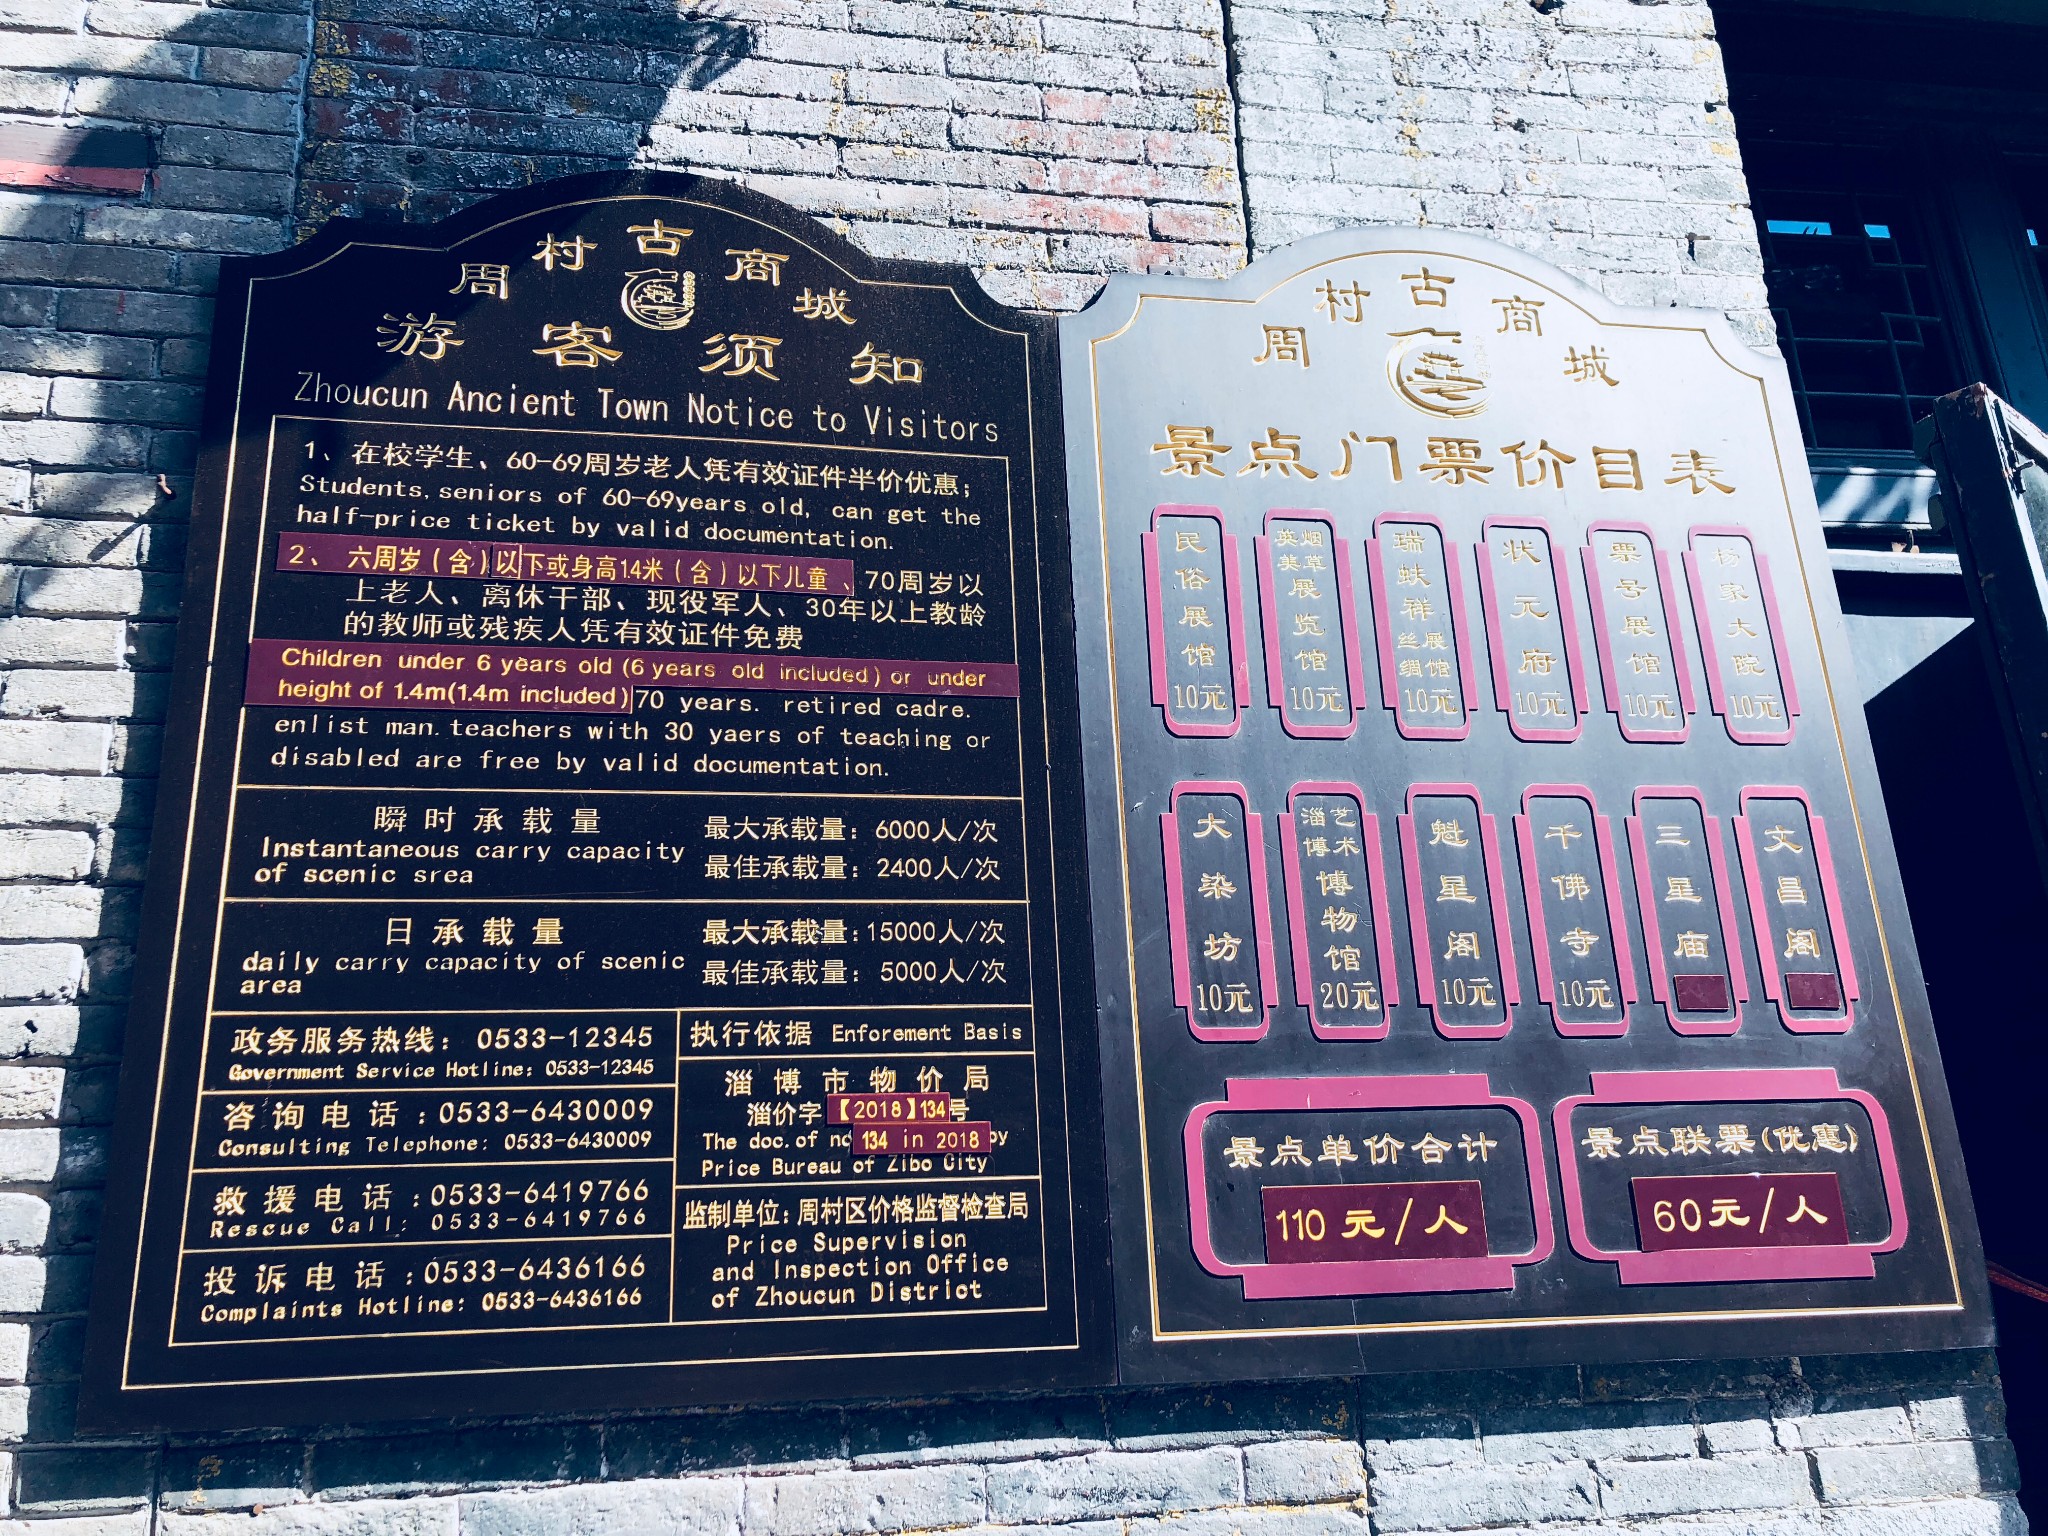 周村古商城
游客须知
Zhoucun Ancient Town Notice to Visitors
1、在校学生、60-69周岁老人凭有效证件半价优惠；
Students, seniors of 60-69years old, can get the
half-price ticket by valid documentation.
2、六周岁（含）以下或身高1.4米（含）以下儿童、70周岁以
上老人、离休干部、现役军人、30年以上教龄
的教师或残疾人凭有效证件免费
Children under 6 years old (6 years old included) or under
height of 1.4m(1.4m included) 70 years. retired cadre.
enlist man. teachers with 30 yaers of teaching or
disabled are free by valid documentation.
瞬时承载量
Instantaneous carry capacity
of scenic srea
最大承载量：6000人/次
最佳承载量：2400人/次
日承载量
daily carry capacity of scenic
area
最大承载量：15000人/次
最佳承载量：5000人/次
政务服务热线：0533-12345
Government Service Hotline: 0533-12345
咨询电话：0533-6430009
Consulting Telephone: 0533-6430009
救援电话：0533-6419766
Rescue Call: 0533-6419766
投诉电话：0533-6436166
Complaints Hotline: 0533-6436166
执行依据 Enforement Basis
淄博市物价局
淄价字【2018】134号
The doc. of no 134 in 2018 by
Price Bureau of Zibo City
监制单位：周村区价格监督检查局
Price Supervision
and Inspection Office
of Zhoucun District
周村古商城
景点门票价目表
民俗展馆
10元
英美烟草展览馆
10元
瑞蚨祥丝绸展馆
10元
状元府
10元
票号展馆
10元
杨家大院
10元
大染坊
10元
淄博艺术博物馆
20元
魁星阁
10元
千佛寺
10元
三星庙
文昌阁
景点单价合计
110元/人
景点联票(优惠)
60元/人